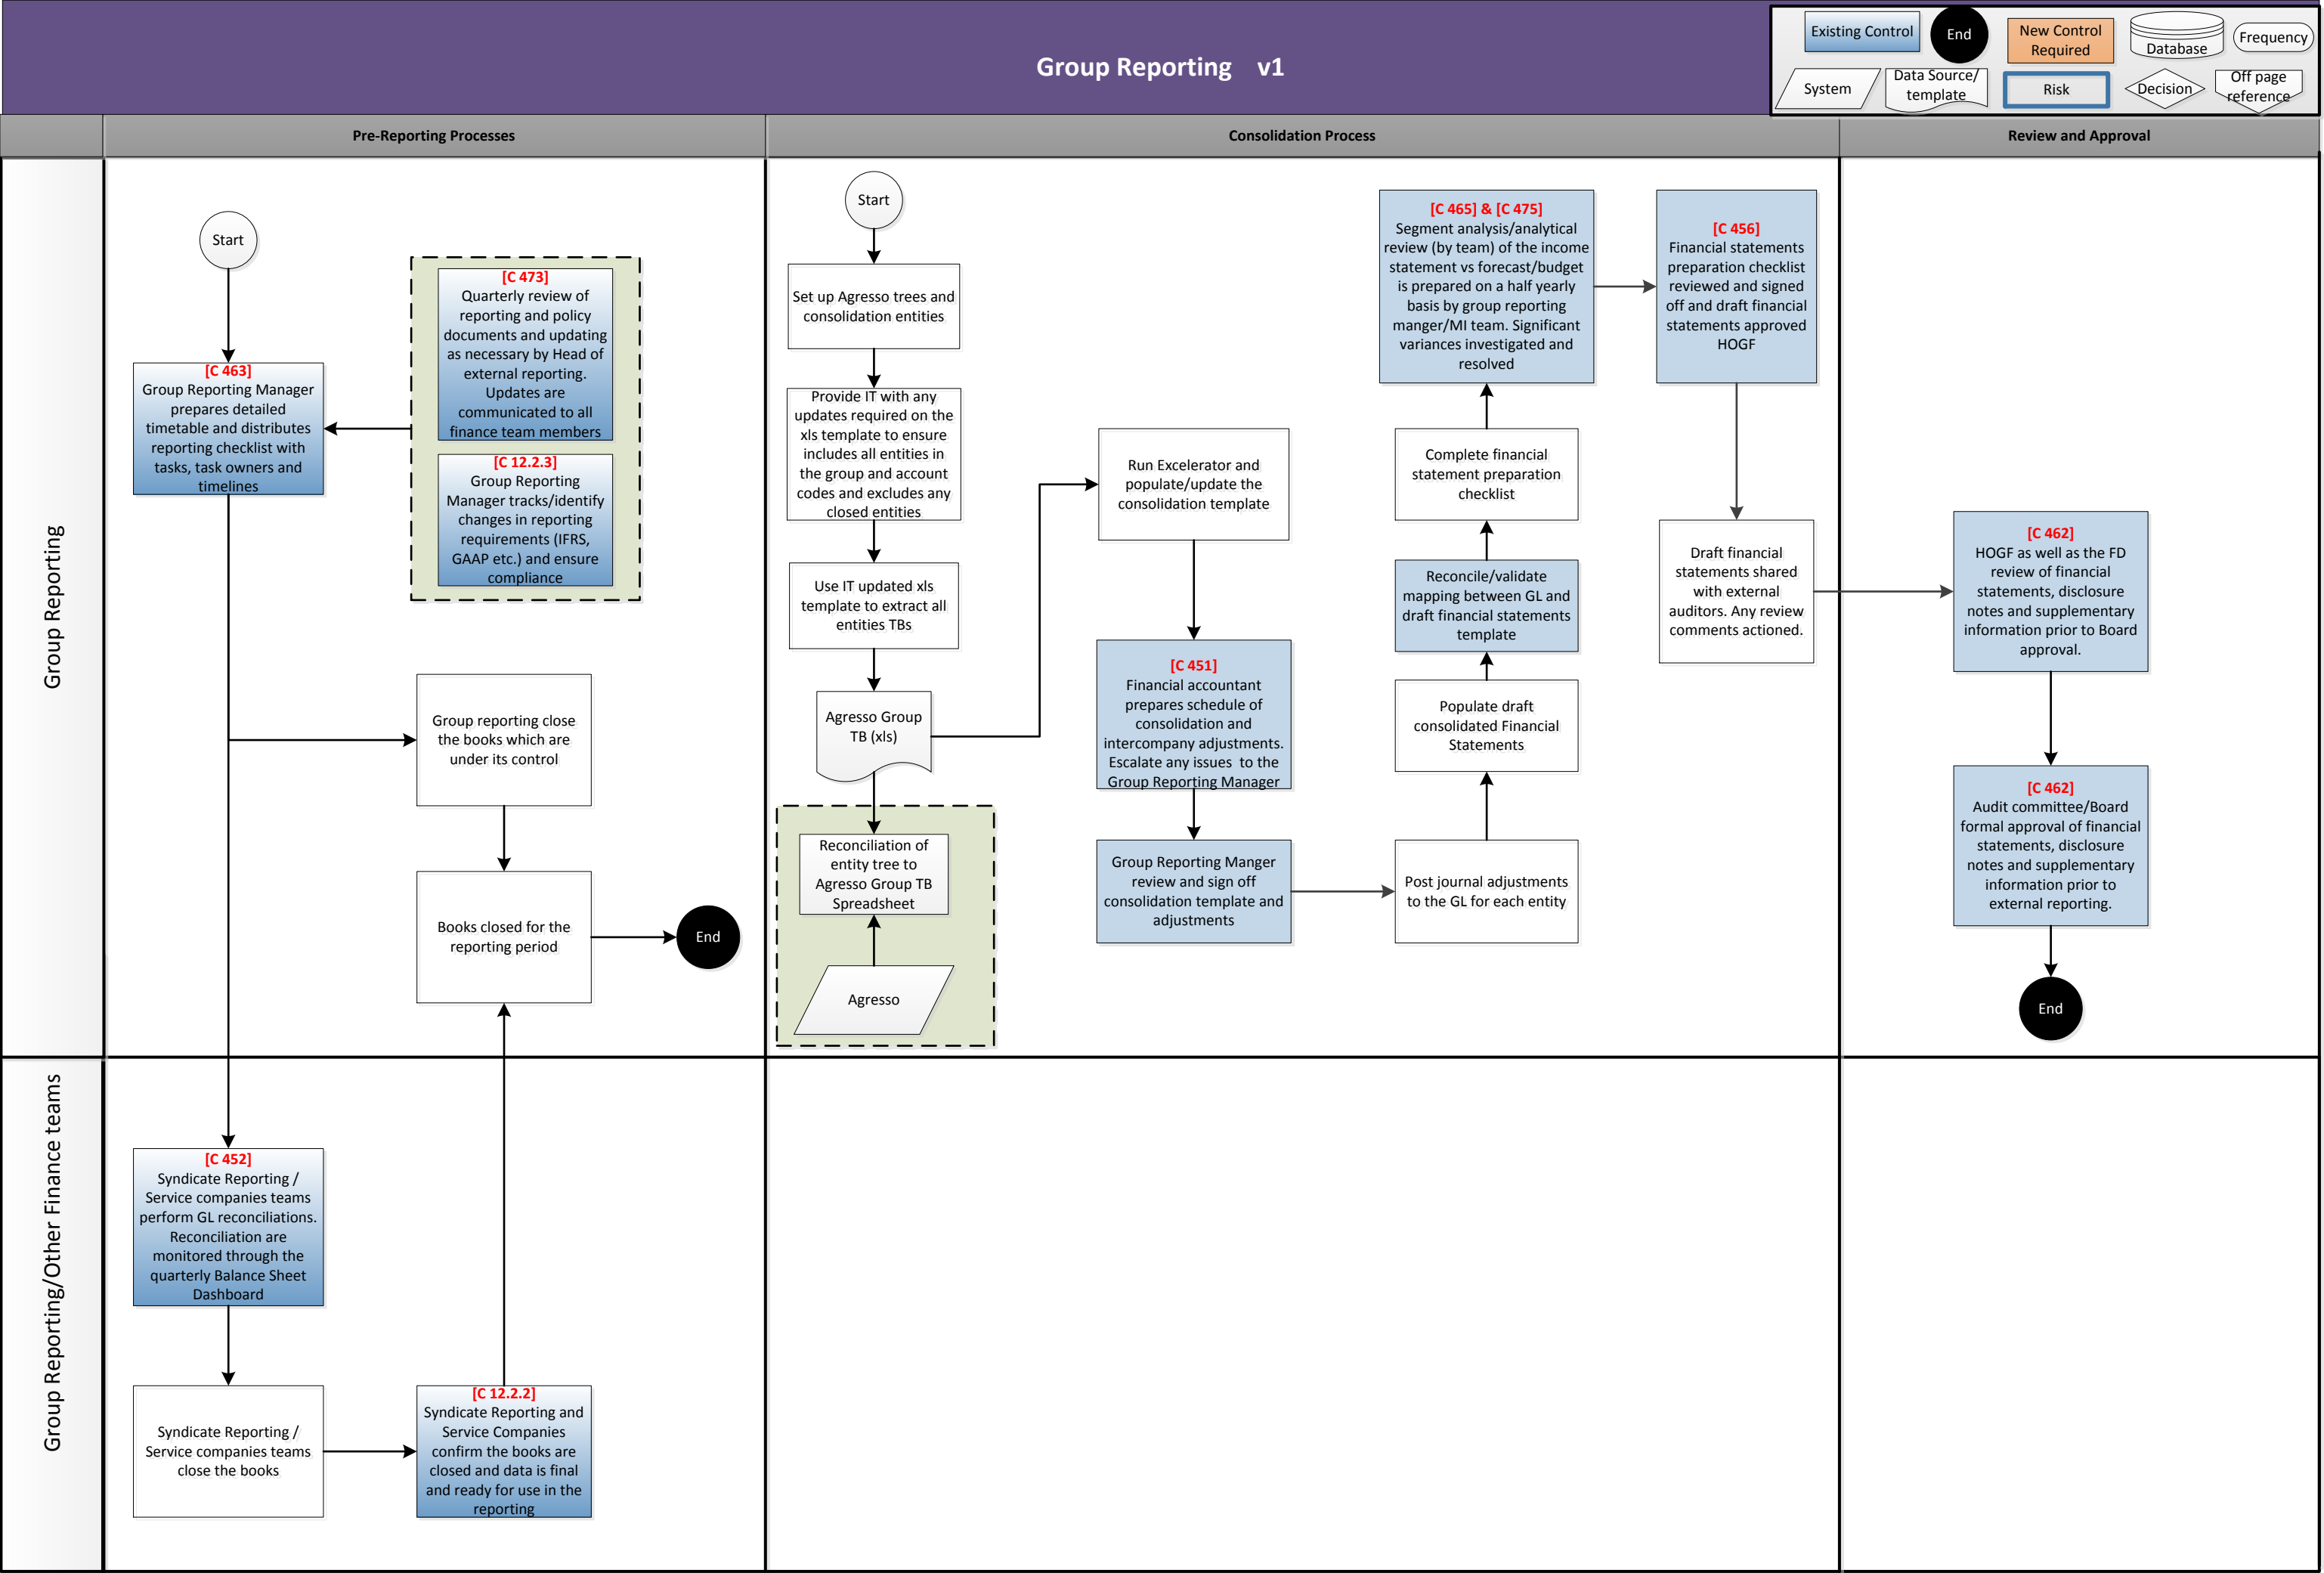 Group Reporting v1
Existing Control
End
New Control
Required
Database
Frequency
System
Data Source/
template
Risk
Decision
Off page
reference
Pre-Reporting Processes
Consolidation Process
Review and Approval
Group Reporting
Start
[C 473]
Quarterly review of
reporting and policy
documents and updating
as necessary by Head of
external reporting.
Updates are
communicated to all
finance team members
[C 463]
Group Reporting Manager
prepares detailed
timetable and distributes
reporting checklist with
tasks, task owners and
timelines
[C 12.2.3]
Group Reporting
Manager tracks/identify
changes in reporting
requirements (IFRS,
GAAP etc.) and ensure
compliance
Group reporting close
the books which are
under its control
Books closed for the
reporting period
End
Start
Set up Agresso trees and
consolidation entities
Provide IT with any
updates required on the
xls template to ensure
includes all entities in
the group and account
codes and excludes any
closed entities
Use IT updated xls
template to extract all
entities TBs
Agresso Group
TB (xls)
Reconciliation of
entity tree to
Agresso Group TB
Spreadsheet
Agresso
Run Excelerator and
populate/update the
consolidation template
[C 451]
Financial accountant
prepares schedule of
consolidation and
intercompany adjustments.
Escalate any issues to the
Group Reporting Manager
Group Reporting Manger
review and sign off
consolidation template and
adjustments
[C 465] & [C 475]
Segment analysis/analytical
review (by team) of the income
statement vs forecast/budget
is prepared on a half yearly
basis by group reporting
manger/MI team. Significant
variances investigated and
resolved
Complete financial
statement preparation
checklist
Reconcile/validate
mapping between GL and
draft financial statements
template
Populate draft
consolidated Financial
Statements
Post journal adjustments
to the GL for each entity
[C 456]
Financial statements
preparation checklist
reviewed and signed
off and draft financial
statements approved
HOGF
Draft financial
statements shared
with external
auditors. Any review
comments actioned.
[C 462]
HOGF as well as the FD
review of financial
statements, disclosure
notes and supplementary
information prior to Board
approval.
[C 462]
Audit committee/Board
formal approval of financial
statements, disclosure
notes and supplementary
information prior to
external reporting.
End
Group Reporting/Other Finance teams
[C 452]
Syndicate Reporting /
Service companies teams
perform GL reconciliations.
Reconciliation are
monitored through the
quarterly Balance Sheet
Dashboard
Syndicate Reporting /
Service companies teams
close the books
[C 12.2.2]
Syndicate Reporting and
Service Companies
confirm the books are
closed and data is final
and ready for use in the
reporting